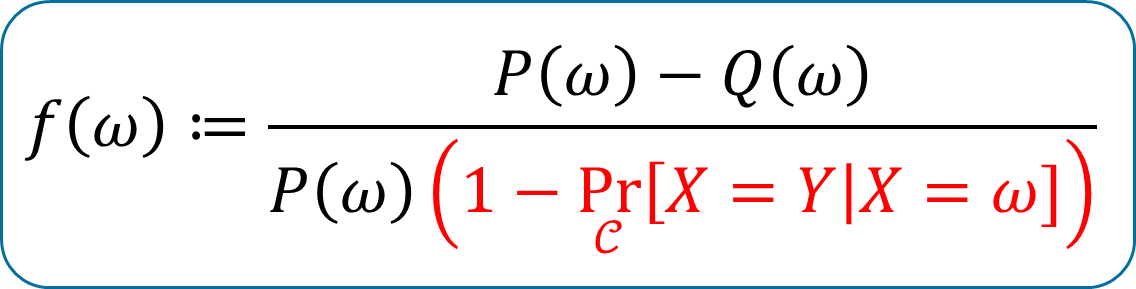 f(ω) ≔ P(ω) − Q(ω) / P(ω) (1 − Pr_𝒞[X = Y|X = ω])